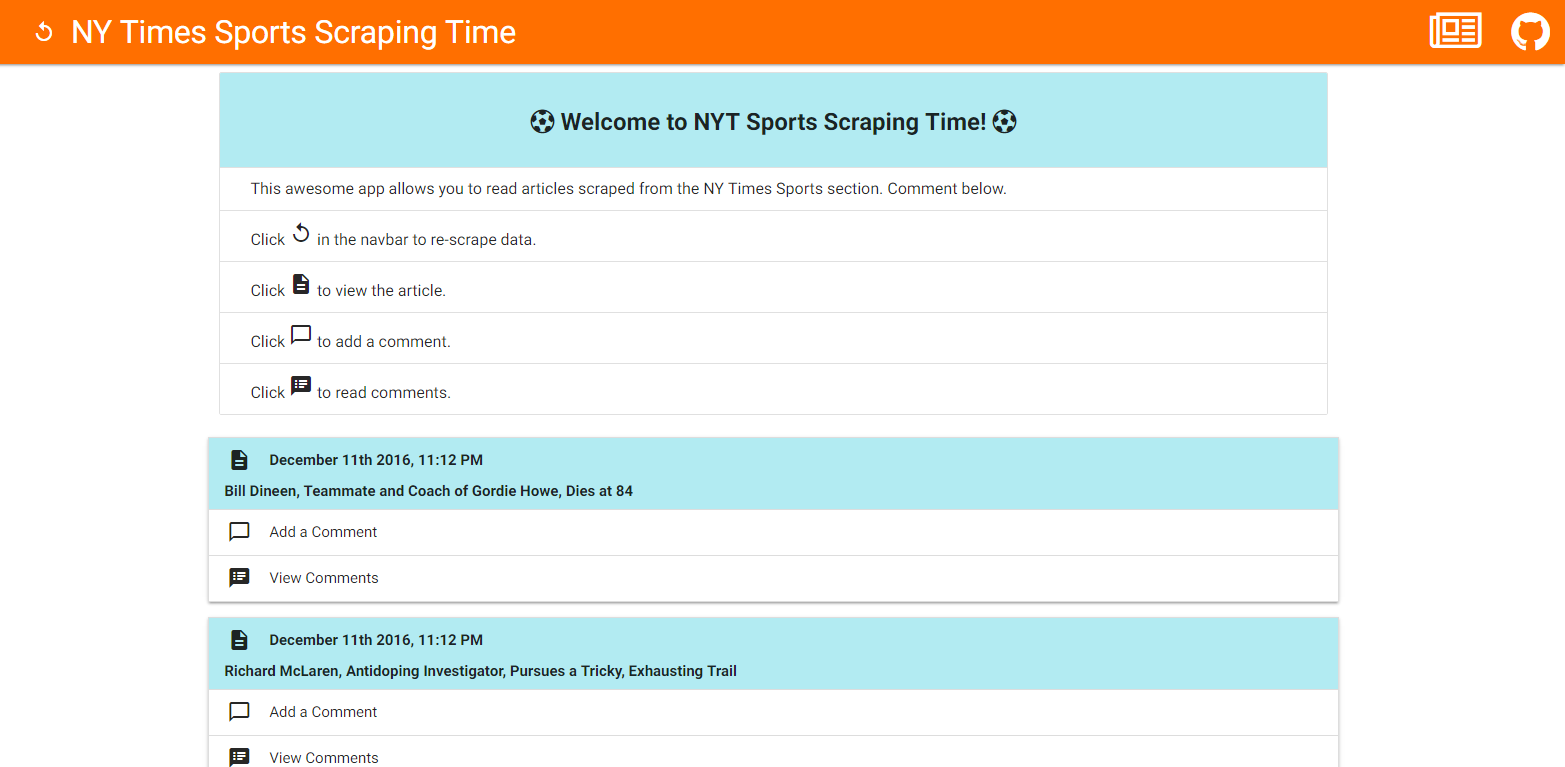 NY Times Sports Scraping Time
Welcome to NYT Sports Scraping Time!
This awesome app allows you to read articles scraped from the NY Times Sports section. Comment below.
Click in the navbar to re-scrape data.
Click to view the article.
Click to add a comment.
Click to read comments.
December 11th 2016, 11:12 PM
Bill Dineen, Teammate and Coach of Gordie Howe, Dies at 84
Add a Comment
View Comments
December 11th 2016, 11:12 PM
Richard McLaren, Antidoping Investigator, Pursues a Tricky, Exhausting Trail
Add a Comment
View Comments